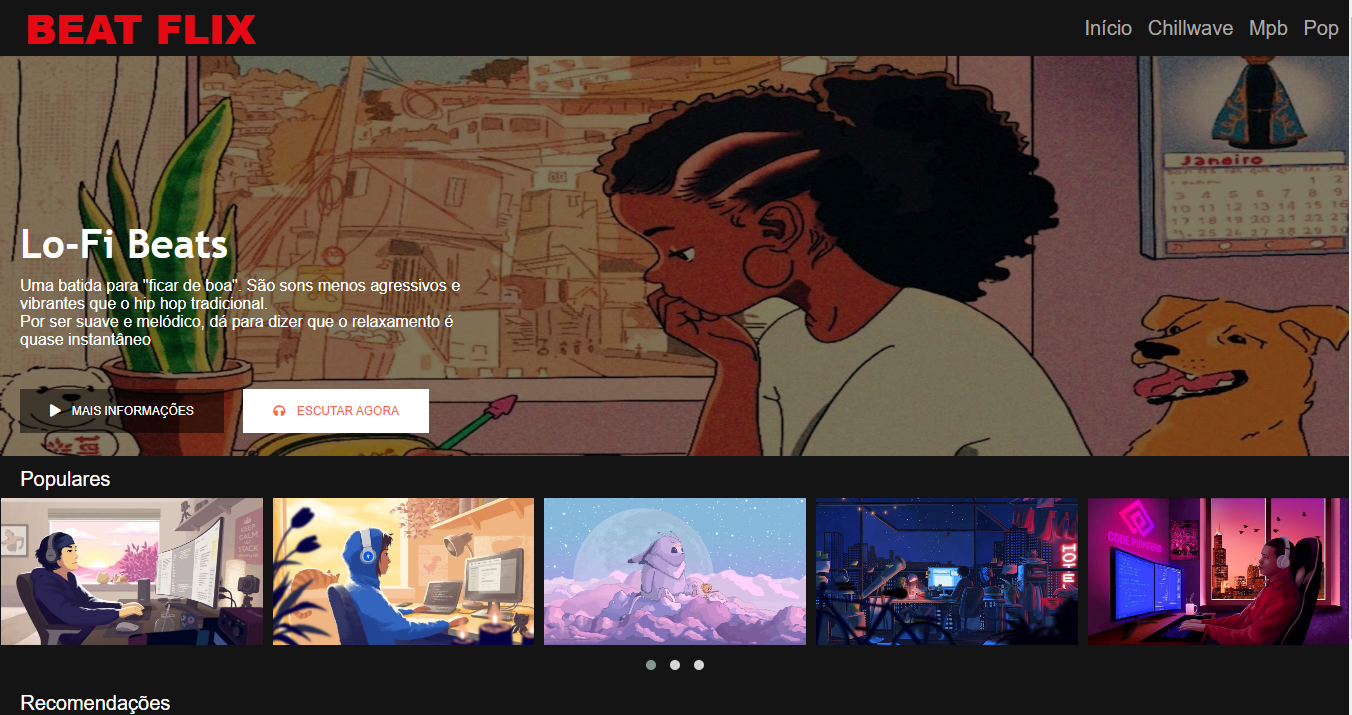 BEAT FLIX
Início Chillwave Mpb Pop
Janeiro
Lo-Fi Beats
Uma batida para "ficar de boa". São sons menos agressivos e
vibrantes que o hip hop tradicional.
Por ser suave e melódico, dá para dizer que o relaxamento é
quase instantâneo
MAIS INFORMAÇÕES
ESCUTAR AGORA
Populares
KEEP
CALM
STACK
CODE PIONEERS
Recomendações